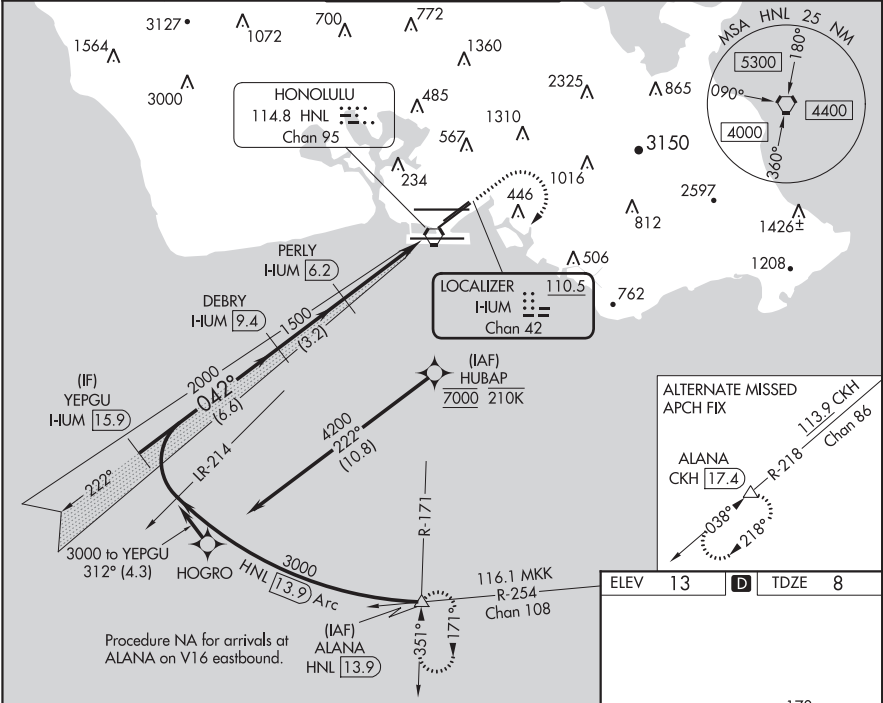 3127
1072
700
772
1564
1360
3000
HONOLULU
114.8 HNL
Chan 95
485
567
1310
2325
865
3150
234
1016
446
2597
812
1426±
1208
506
762
MSA HNL 25 NM
180°
5300
090°
4400
4000
360°
PERLY
I-IUM 6.2
DEBRY
I-IUM 9.4
LOCALIZER 110.5
I-IUM
Chan 42
1500
(3.2)
2000
042°
(6.6)
(IF)
YEPGU
I-IUM 15.9
222°
LR-214
(IAF)
HUBAP
7000 210K
4200
222°
(10.8)
R-171
3000 to YEPGU
312° (4.3)
HOGRO
3000
HNL 13.9 Arc
116.1 MKK
R-254
Chan 108
(IAF)
ALANA
HNL 13.9
351°
171°
Procedure NA for arrivals at
ALANA on V16 eastbound.
ALTERNATE MISSED
APCH FIX
113.9 CKH
Chan 86
R-218
ALANA
CKH 17.4
038°
218°
ELEV 13 D TDZE 8